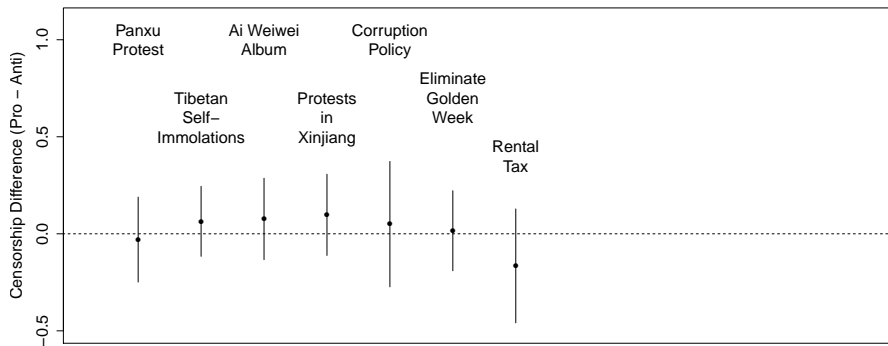 Censorship Difference (Pro − Anti)
1.0
0.5
0.0
−0.5
Panxu
Protest
Tibetan
Self−
Immolations
Ai Weiwei
Album
Protests
in
Xinjiang
Corruption
Policy
Eliminate
Golden
Week
Rental
Tax